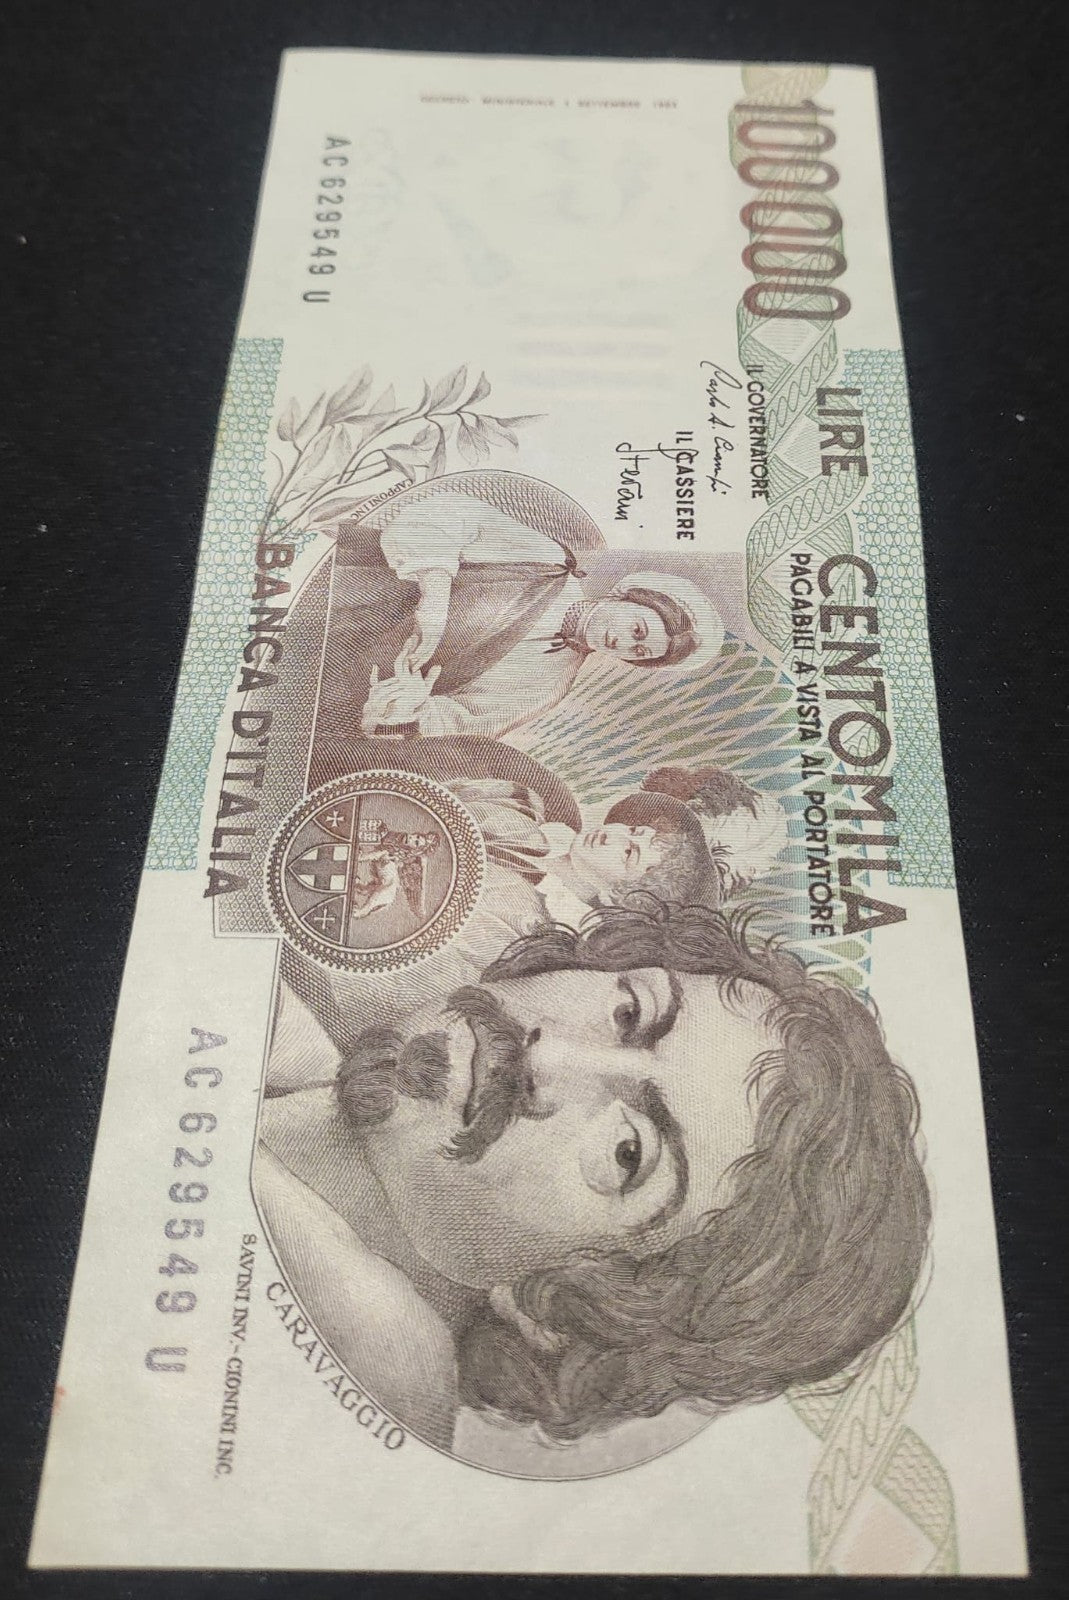 DECRETO MINISTERIALE 1 SETTEMBRE 1983
100000 LIRE CENTOMILA
PAGABILI A VISTA AL PORTATORE
IL GOVERNATORE
IL CASSIERE
AC 629549 U
CAPPONI INC.
BANCA D'ITALIA
AC 629549 U
CARAVAGGIO
SAVINI INV.-CIONINI INC.